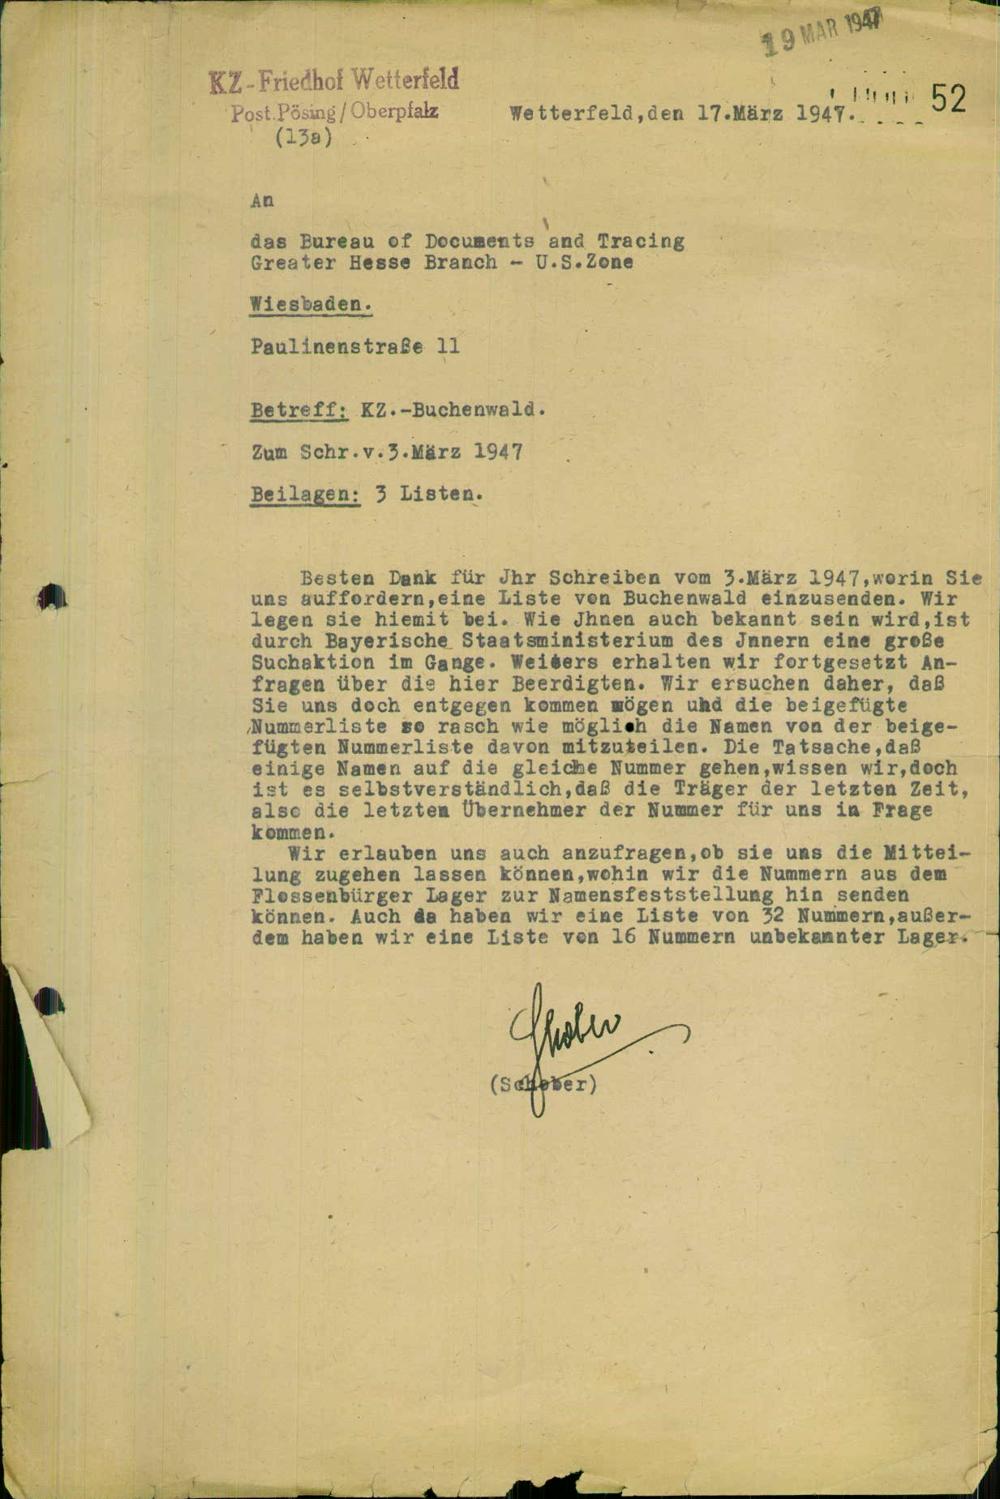 19 MAR 1947
KZ-Friedhof Wetterfeld
Post.Pösing/Oberpfalz
(13a)
Wetterfeld,den 17.März 1947.
52
An
das Bureau of Documents and Tracing
Greater Hesse Branch - U.S.Zone
Wiesbaden.
Paulinenstraße 11
Betreff: KZ.-Buchenwald.
Zum Schr.v.3.März 1947
Beilagen: 3 Listen.
Besten Dank für Jhr Schreiben vom 3.März 1947,worin Sie
uns auffordern,eine Liste von Buchenwald einzusenden. Wir
legen sie hiemit bei. Wie Jhnen auch bekannt sein wird,ist
durch Bayerische Staatsministerium des Jnnern eine große
Suchaktion im Gange. Weiters erhalten wir fortgesetzt An-
fragen über die hier Beerdigten. Wir ersuchen daher, daß
Sie uns doch entgegen kommen mögen uhd die beigefügte
Nummerliste so rasch wie möglich die Namen von der beige-
fügten Nummerliste davon mitzuteilen. Die Tatsache,daß
einige Namen auf die gleiche Nummer gehen,wissen wir,doch
ist es selbstverständlich,daß die Träger der letzten Zeit,
also die letzten Übernehmer der Nummer für uns in Frage
kommen.
Wir erlauben uns auch anzufragen,ob sie uns die Mittei-
lung zugehen lassen können,wohin wir die Nummern aus dem
Flossenbürger Lager zur Namensfeststellung hin senden
können. Auch da haben wir eine Liste von 32 Nummern,außer-
dem haben wir eine Liste von 16 Nummern unbekannter Lager.
Schober
(Schober)